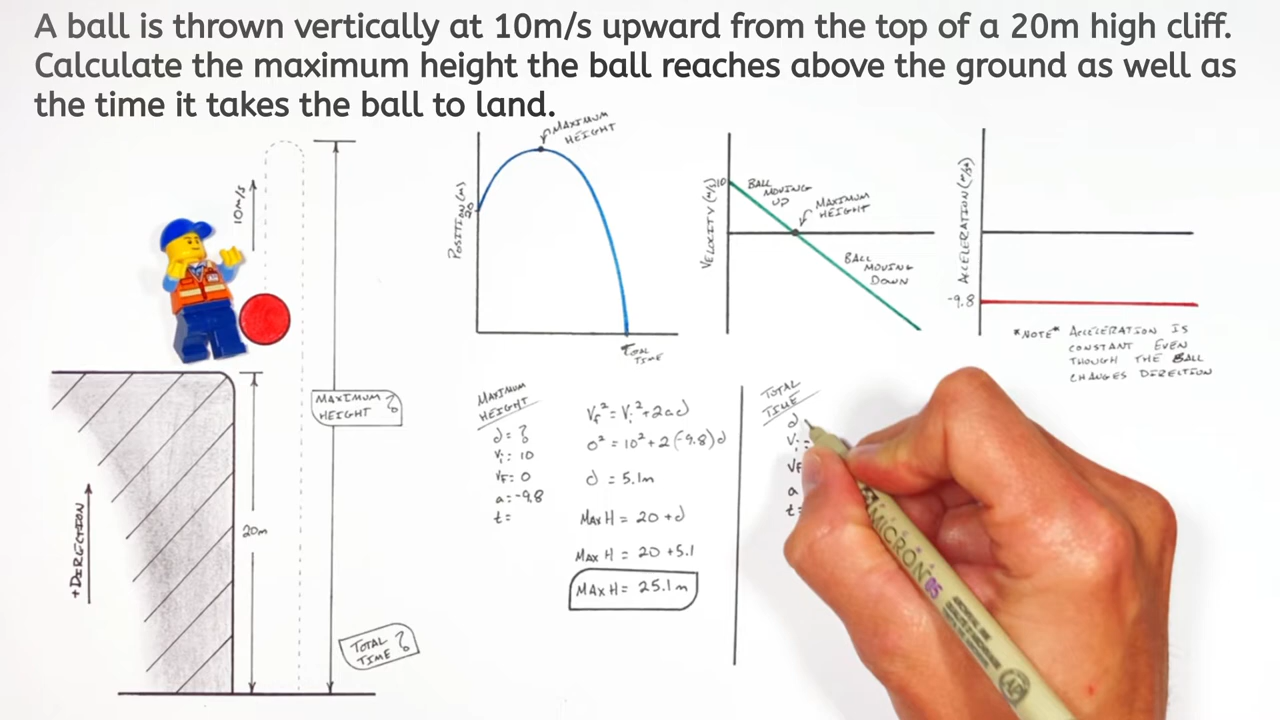 A ball is thrown vertically at 10m/s upward from the top of a 20m high cliff.
Calculate the maximum height the ball reaches above the ground as well as
the time it takes the ball to land.
10m/s
MAXIMUM
HEIGHT ?
+DIRECTION
20m
TOTAL
TIME ?
MAXIMUM
HEIGHT
POSITION (m)
20
TOTAL
TIME
VELOCITY (m/s)
10
BALL
MOVING
UP
MAXIMUM
HEIGHT
BALL
MOVING
DOWN
ACCELERATION (m/s²)
-9.8
*NOTE* ACCELERATION IS
CONSTANT EVEN
THOUGH THE BALL
CHANGES DIRECTION
MAXIMUM
HEIGHT
d = ?
Vi = 10
VF = 0
a = -9.8
t =
Vf² = Vi² + 2ad
0² = 10² + 2(-9.8)d
d = 5.1m
MAX H = 20 + d
MAX H = 20 + 5.1
MAX H = 25.1m
TOTAL
TIME
d
Vi =
VF
a
t =
MICRON 05